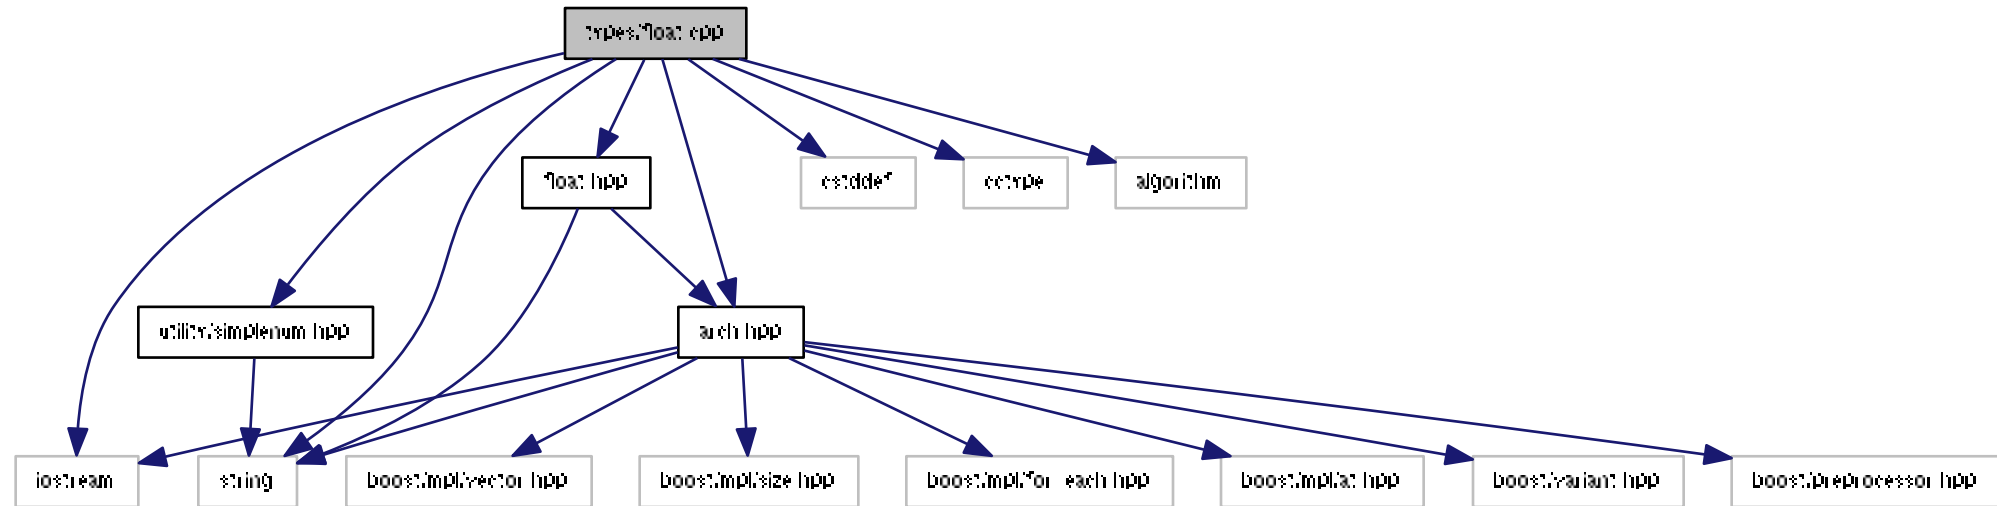 types/float.cpp
float.hpp
cstddef
cctype
algorithm
utility/simplenum.hpp
arch.hpp
iostream
string
boost/mpl/vector.hpp
boost/mpl/size.hpp
boost/mpl/for_each.hpp
boost/mpl/at.hpp
boost/variant.hpp
boost/preprocessor.hpp